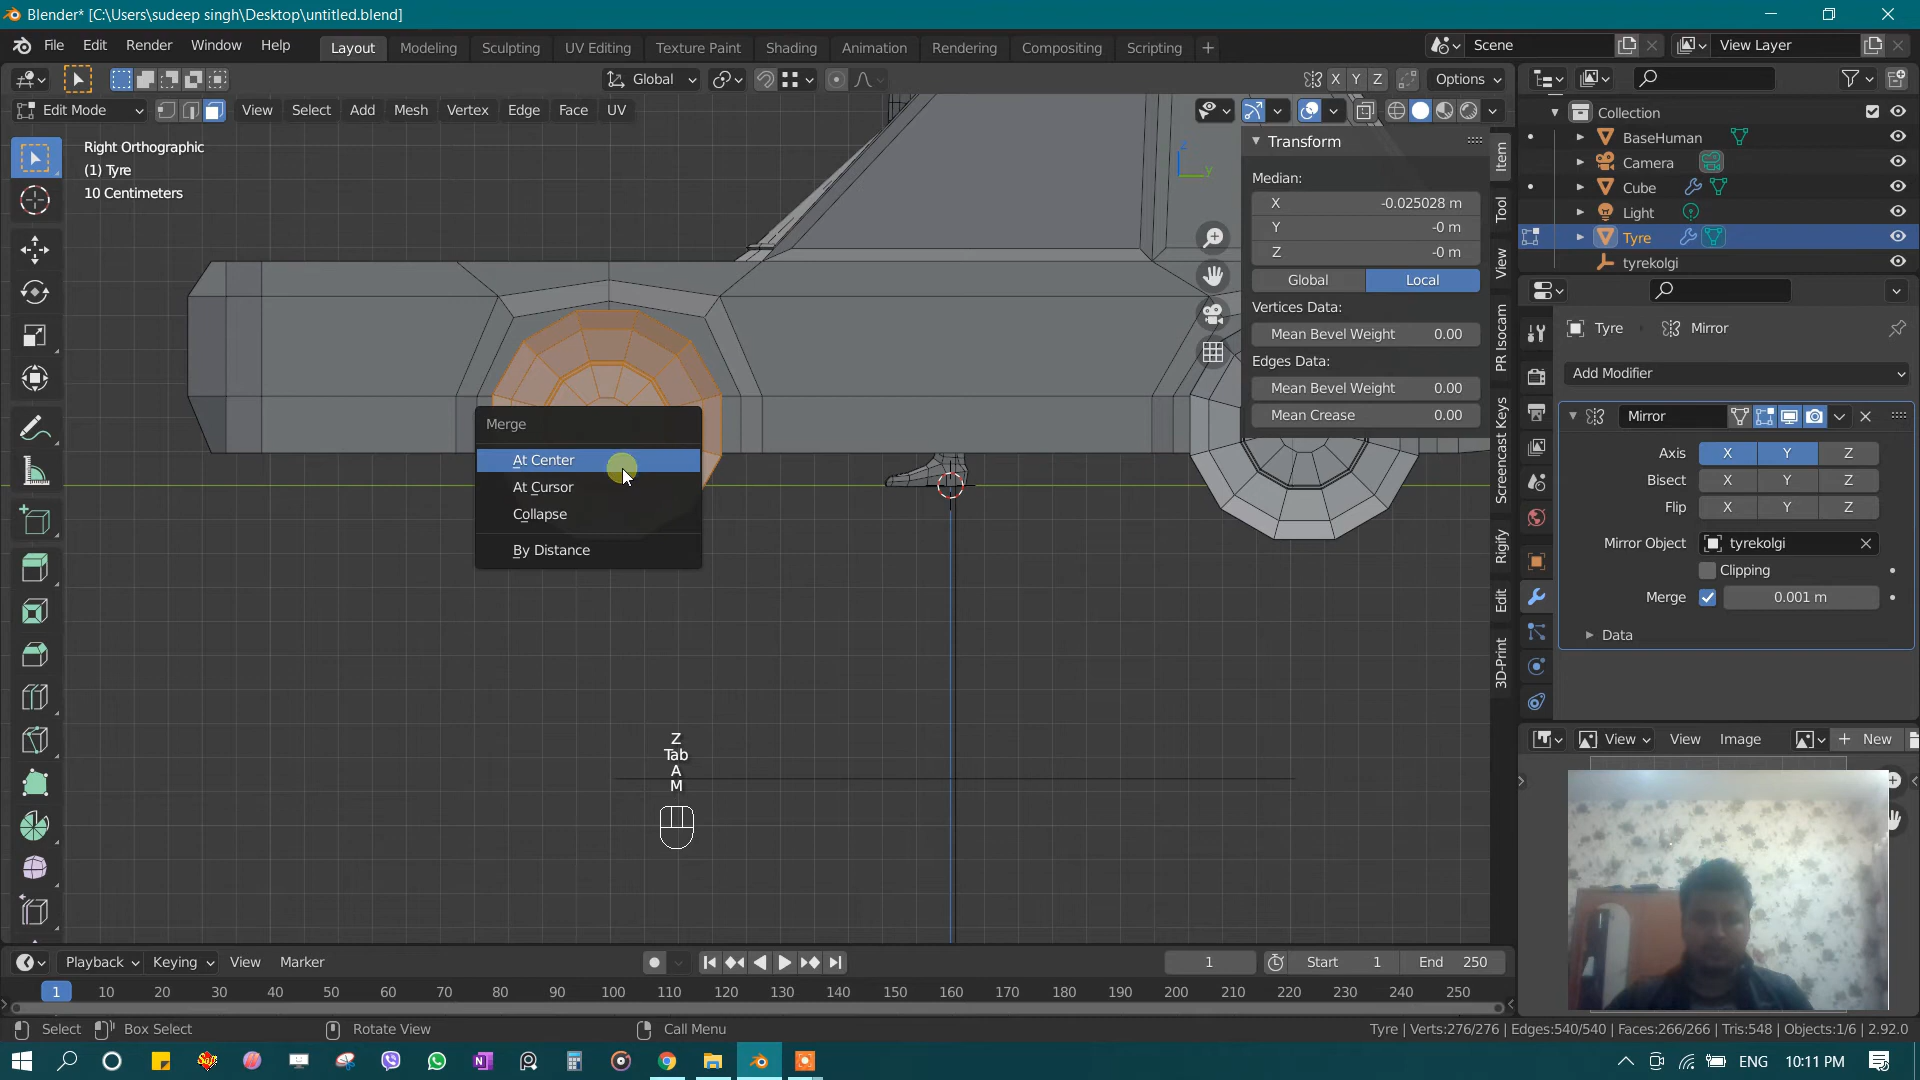 Blender* [C:\Users\sudeep singh\Desktop\untitled.blend]
File Edit Render Window Help Layout Modeling Sculpting UV Editing Texture Paint Shading Animation Rendering Compositing Scripting + Scene View Layer
Global X Y Z Options
Edit Mode View Select Add Mesh Vertex Edge Face UV
Right Orthographic
(1) Tyre
10 Centimeters
Z
Y
Transform
Median:
X -0.025028 m
Y -0 m
Z -0 m
Global Local
Vertices Data:
Mean Bevel Weight 0.00
Edges Data:
Mean Bevel Weight 0.00
Mean Crease 0.00
Item
Tool
View
PR Isocam
Screencast Keys
Rigify
Edit
3D-Print
Collection
BaseHuman
Camera
Cube
Light
Tyre
tyrekolgi
Tyre Mirror
Add Modifier
Mirror
Axis X Y Z
Bisect X Y Z
Flip X Y Z
Mirror Object tyrekolgi
Clipping
Merge 0.001 m
Data
View View Image + New
Merge
At Center
At Cursor
Collapse
By Distance
Z
Tab
A
M
Playback Keying View Marker 1 Start 1 End 250
1 10 20 30 40 50 60 70 80 90 100 110 120 130 140 150 160 170 180 190 200 210 220 230 240 250
Select Box Select Rotate View Call Menu Tyre | Verts:276/276 | Edges:540/540 | Faces:266/266 | Tris:548 | Objects:1/6 | 2.92.0
ENG 10:11 PM